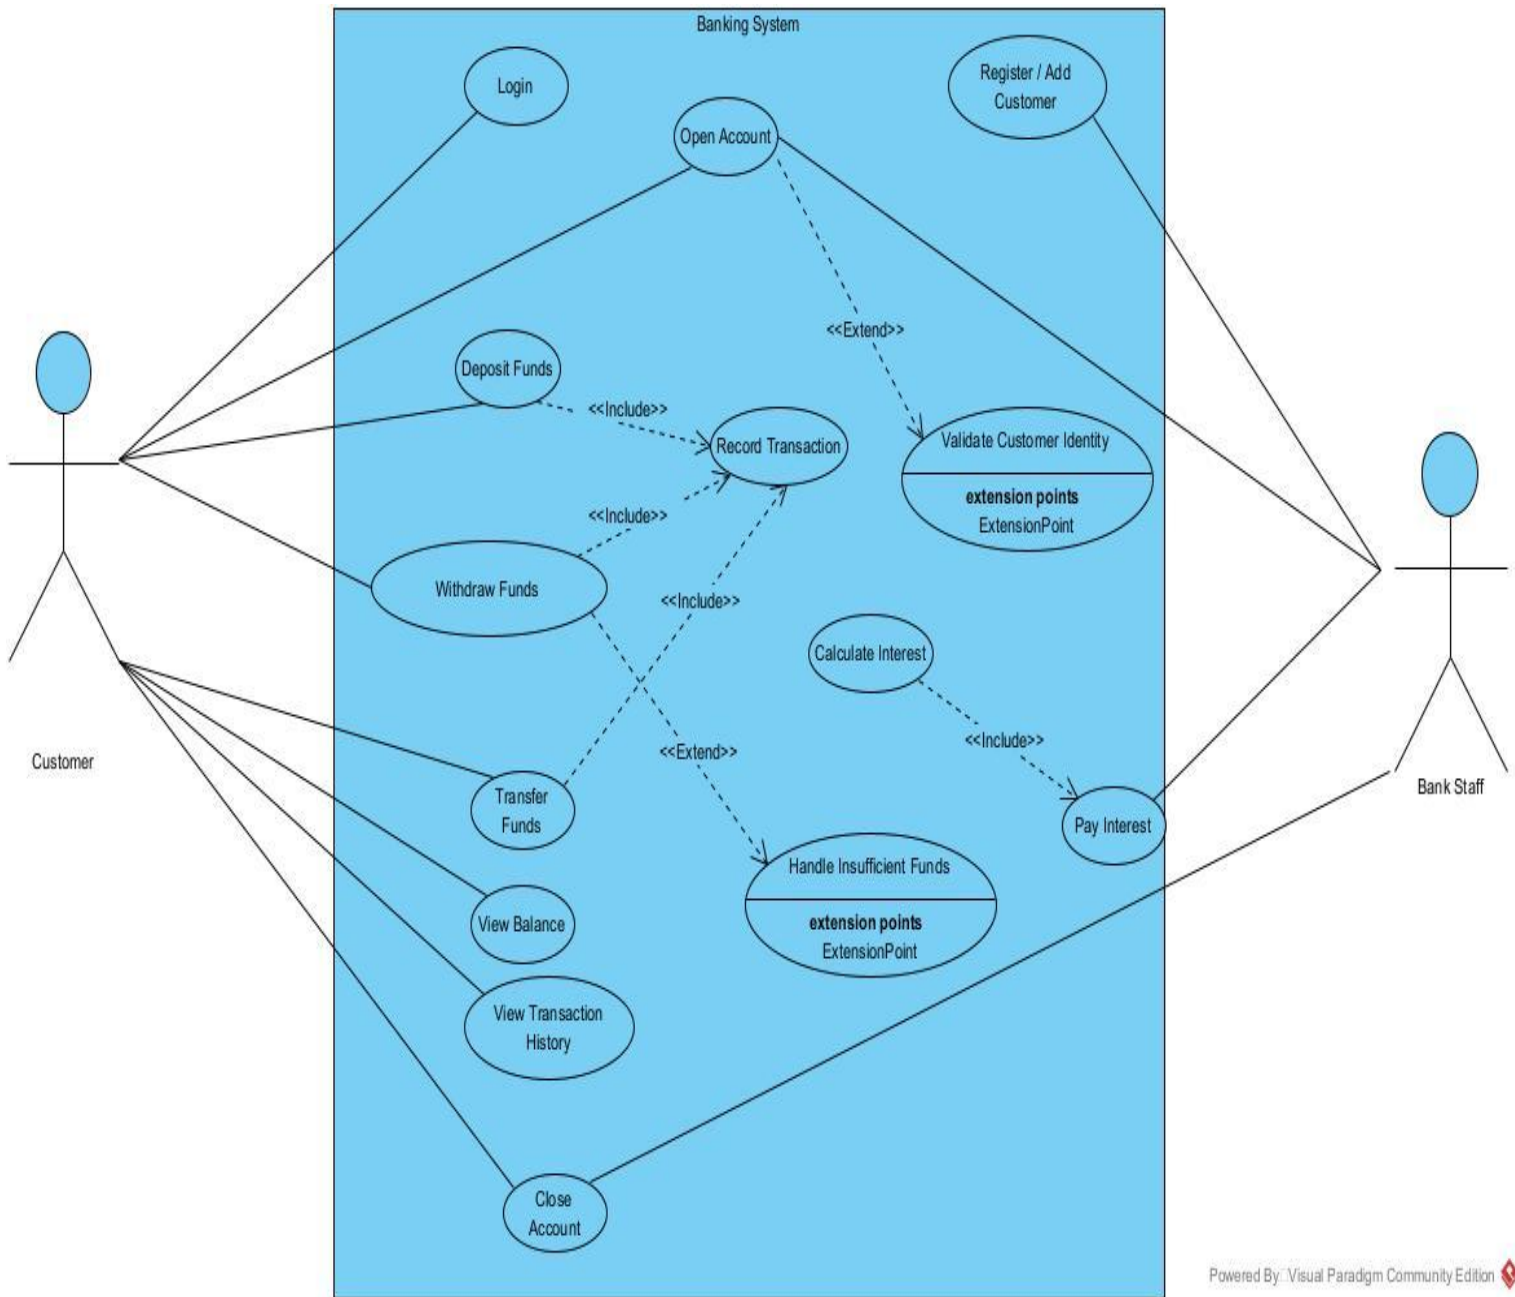 Banking System
Login
Register / Add
Customer
Open Account
<<Extend>>
Deposit Funds
<<Include>>
Record Transaction
Validate Customer Identity
extension points
ExtensionPoint
<<Include>>
Withdraw Funds
<<Include>>
Calculate Interest
<<Include>>
<<Extend>>
Customer
Bank Staff
Transfer
Funds
Pay Interest
Handle Insufficient Funds
extension points
ExtensionPoint
View Balance
View Transaction
History
Close
Account
Powered By Visual Paradigm Community Edition